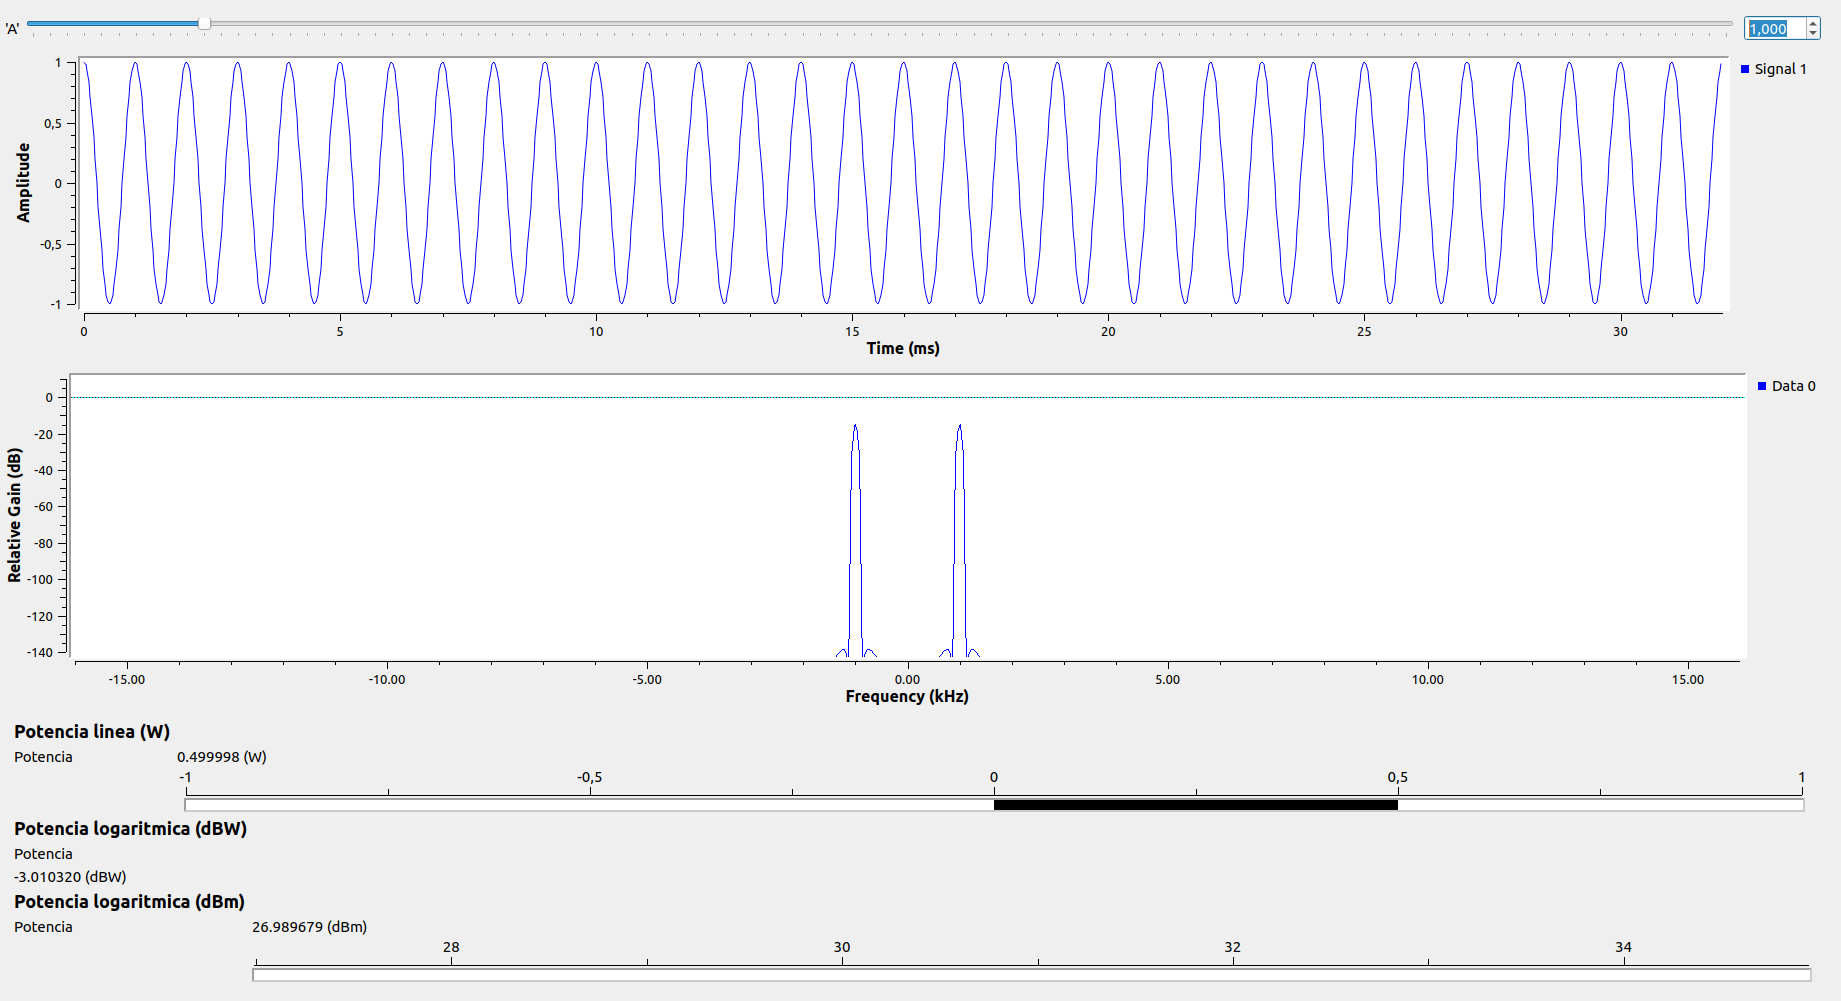 'A'
1,000
Signal 1
Amplitude
1
0,5
0
-0,5
-1
0 5 10 15 20 25 30
Time (ms)
Data 0
Relative Gain (dB)
0
-20
-40
-60
-80
-100
-120
-140
-15.00 -10.00 -5.00 0.00 5.00 10.00 15.00
Frequency (kHz)
Potencia linea (W)
Potencia 0.499998 (W)
-1 -0,5 0 0,5 1
Potencia logaritmica (dBW)
Potencia
-3.010320 (dBW)
Potencia logaritmica (dBm)
Potencia 26.989679 (dBm)
28 30 32 34